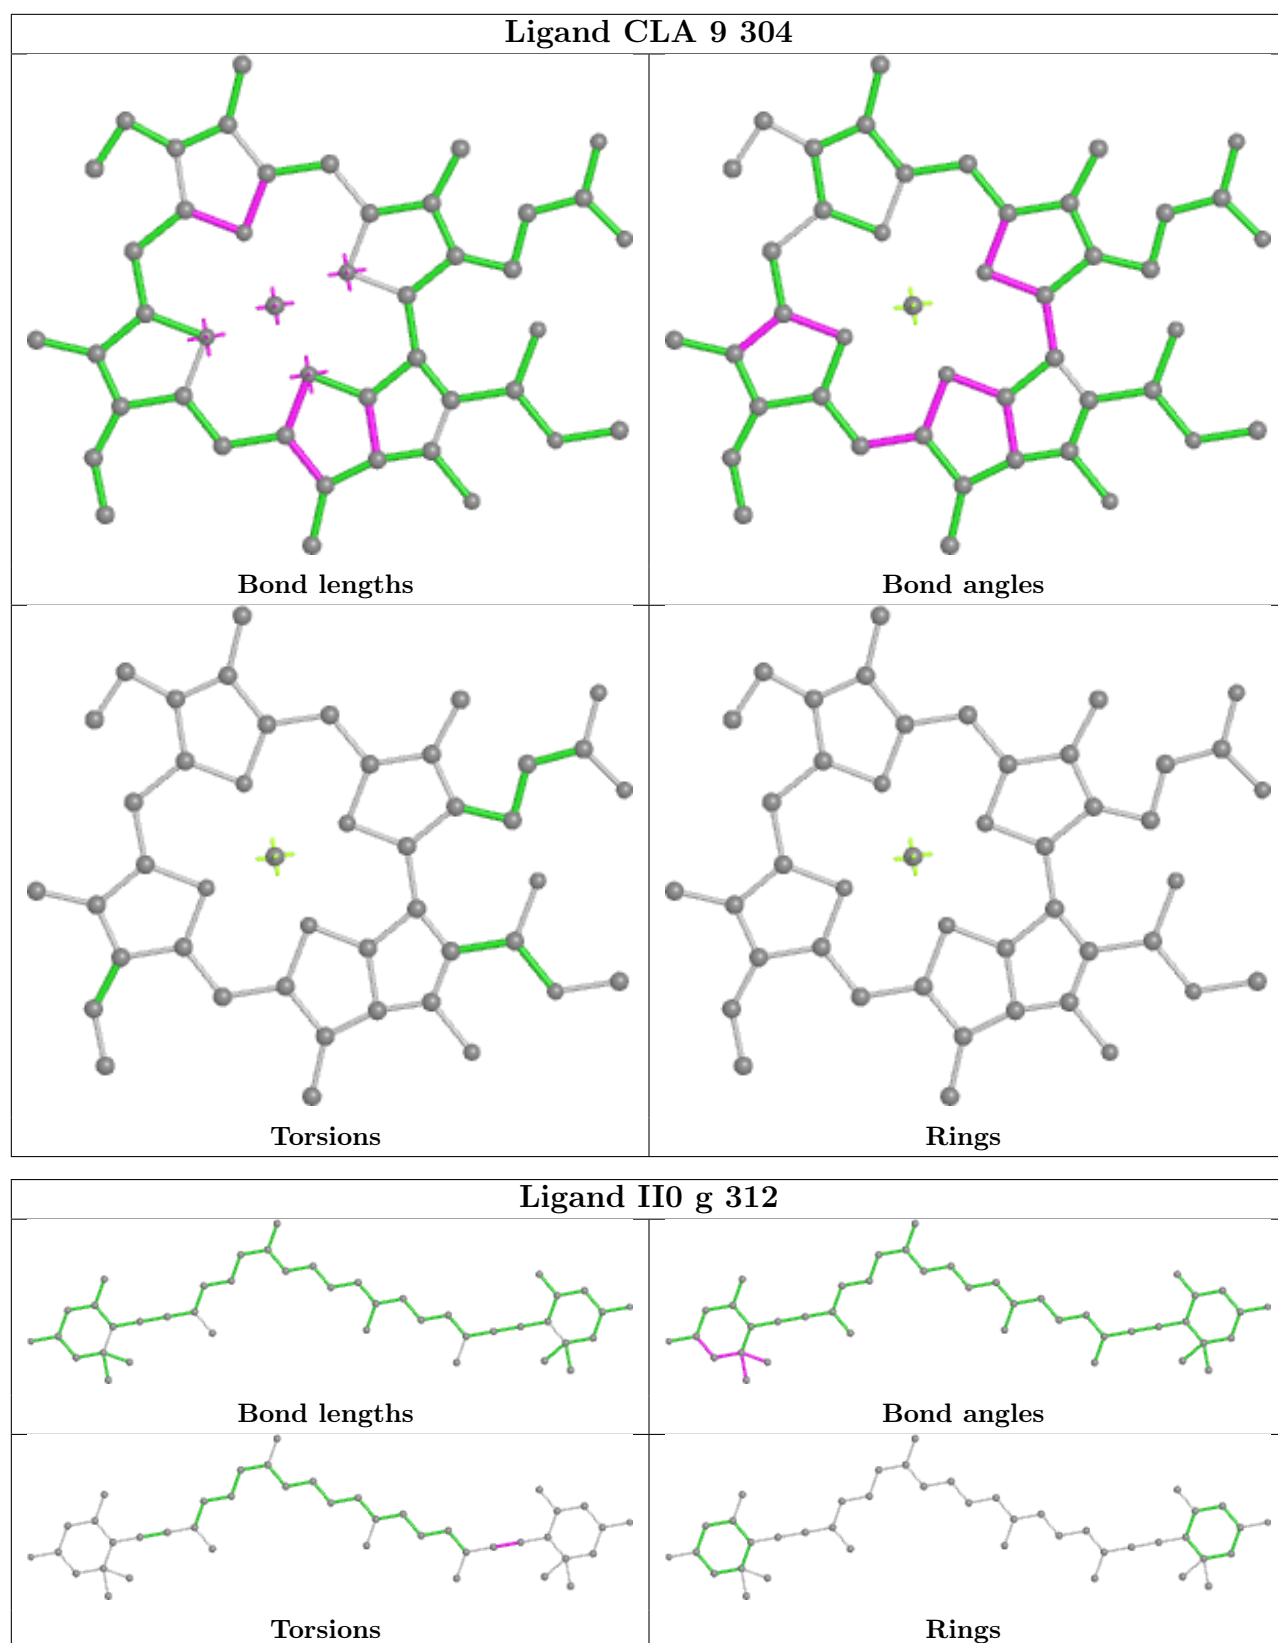 Ligand CLA 9 304
Bond lengths
Bond angles
Torsions
Rings
Ligand II0 g 312
Bond lengths
Bond angles
Torsions
Rings